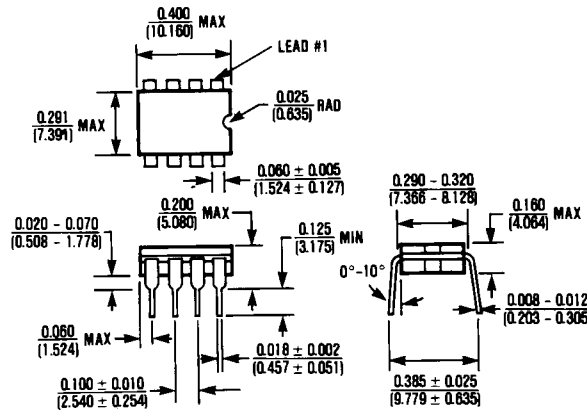 0.400
(10.160) MAX
LEAD #1
0.291
(7.391) MAX
0.025
(0.635) RAD
0.060 ± 0.005
(1.524 ± 0.127)
0.290 - 0.320
(7.366 - 8.128)
0.200
(5.080) MAX
0.160
(4.064) MAX
0.020 - 0.070
(0.508 - 1.778)
0.125
(3.175) MIN
0°-10°
0.008 - 0.012
(0.203 - 0.305)
0.060
(1.524) MAX
0.018 ± 0.002
(0.457 ± 0.051)
0.100 ± 0.010
(2.540 ± 0.254)
0.385 ± 0.025
(9.779 ± 0.635)